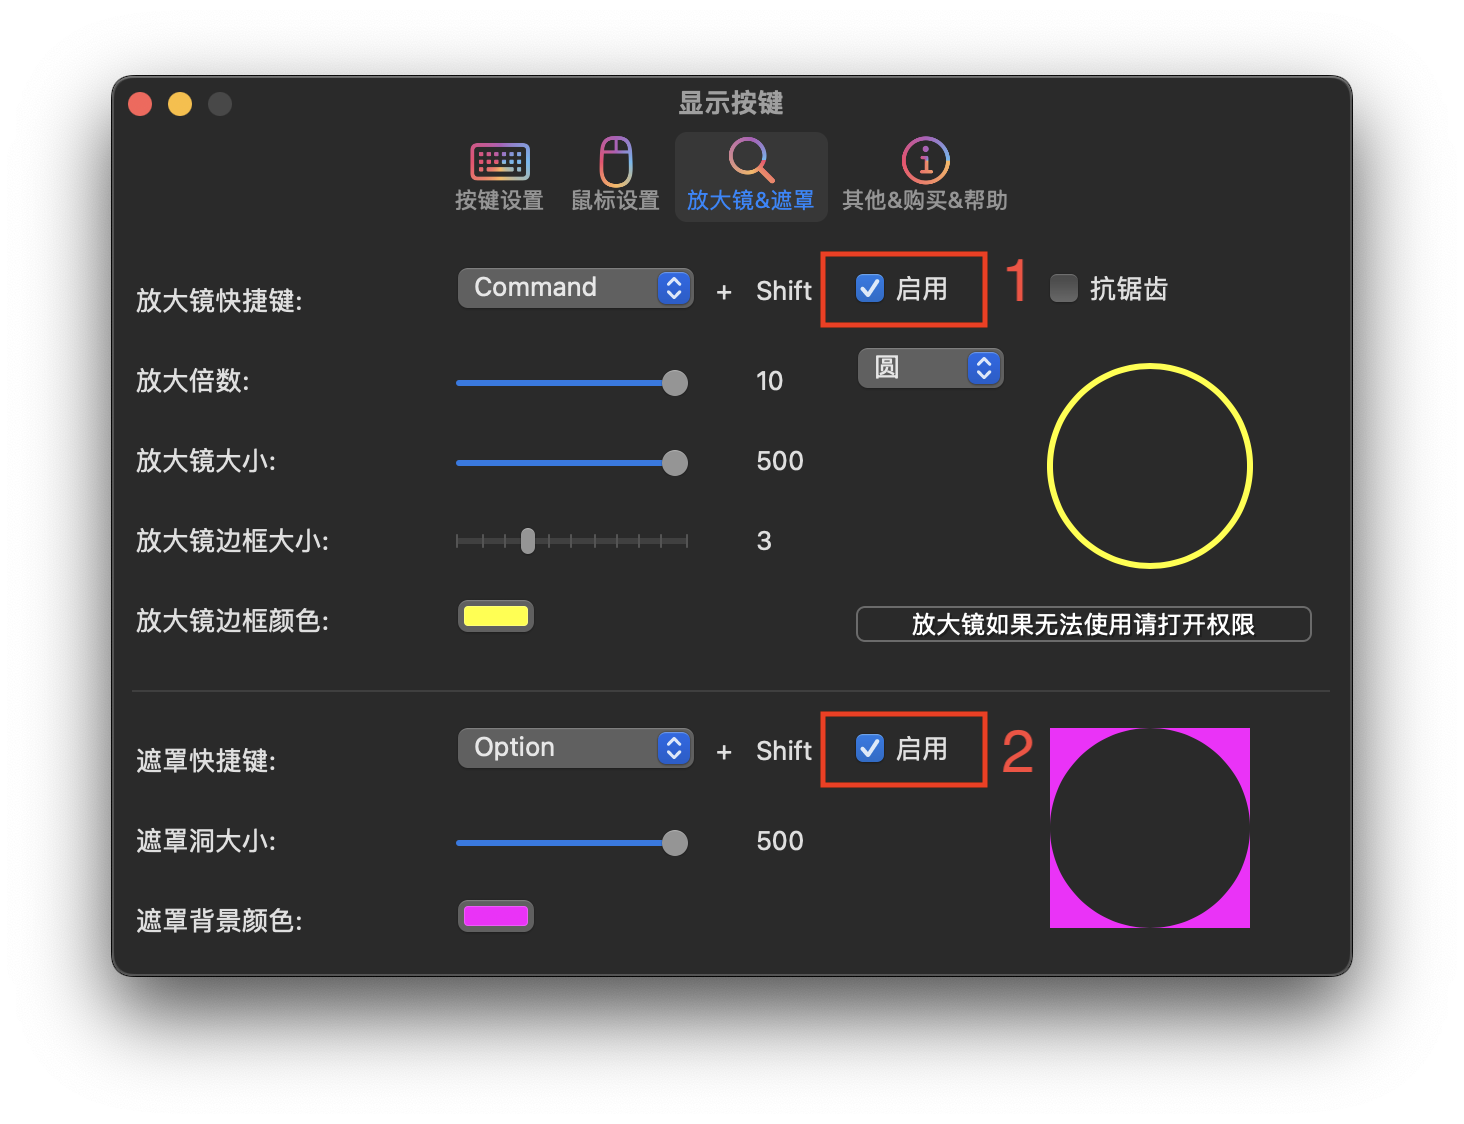 显示按键
按键设置 鼠标设置 放大镜&遮罩 其他&购买&帮助
放大镜快捷键: Command + Shift 启用 1 抗锯齿
放大倍数: 10 圆
放大镜大小: 500
放大镜边框大小: 3
放大镜边框颜色: 放大镜如果无法使用请打开权限
遮罩快捷键: Option + Shift 启用 2
遮罩洞大小: 500
遮罩背景颜色: